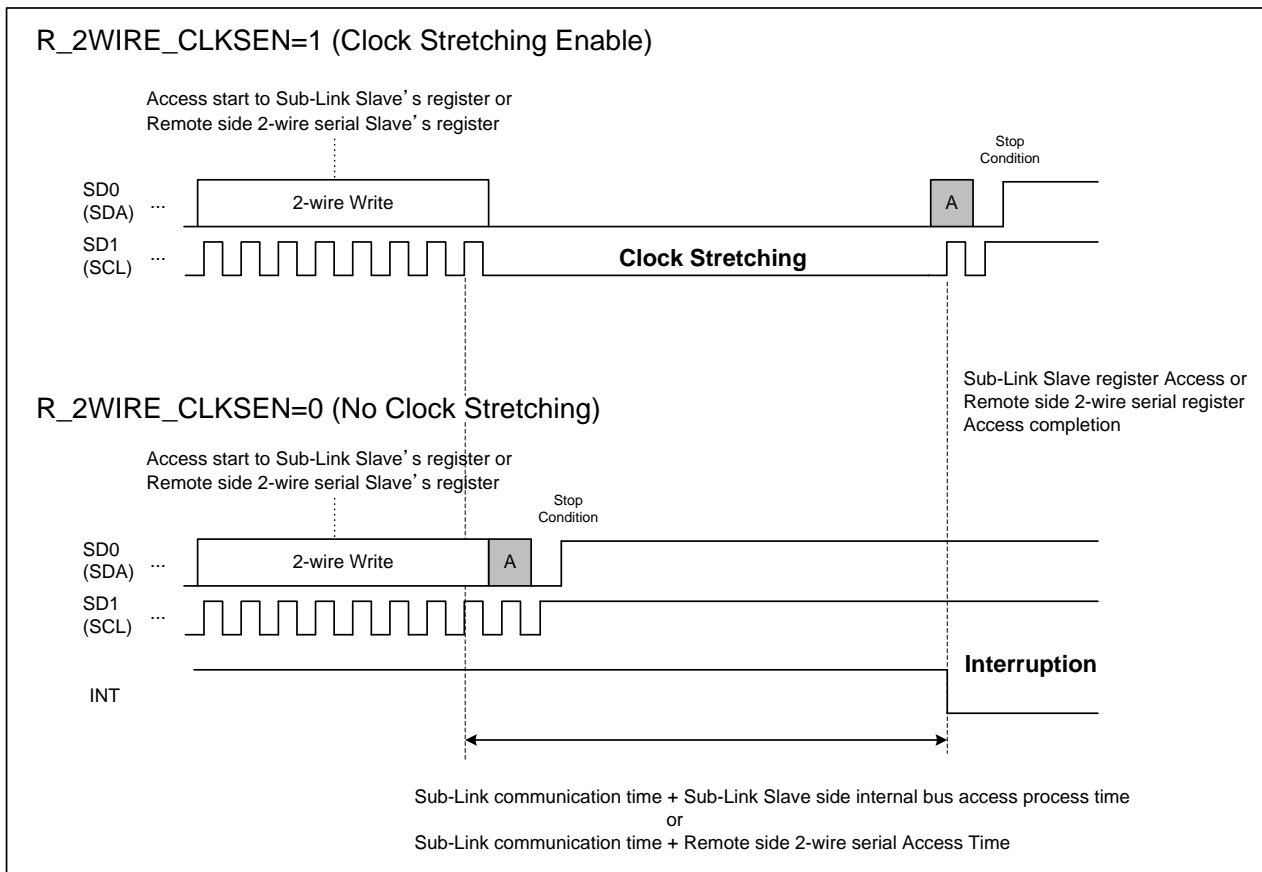 R_2WIRE_CLKSEN=1 (Clock Stretching Enable)
Access start to Sub-Link Slave’s register or
Remote side 2-wire serial Slave’s register
Stop
Condition
SD0
(SDA) ...
2-wire Write
A
SD1
(SCL) ...
Clock Stretching
Sub-Link Slave register Access or
Remote side 2-wire serial register
Access completion
R_2WIRE_CLKSEN=0 (No Clock Stretching)
Access start to Sub-Link Slave’s register or
Remote side 2-wire serial Slave’s register
Stop
Condition
SD0
(SDA) ...
2-wire Write
A
SD1
(SCL) ...
Interruption
INT
Sub-Link communication time + Sub-Link Slave side internal bus access process time
or
Sub-Link communication time + Remote side 2-wire serial Access Time